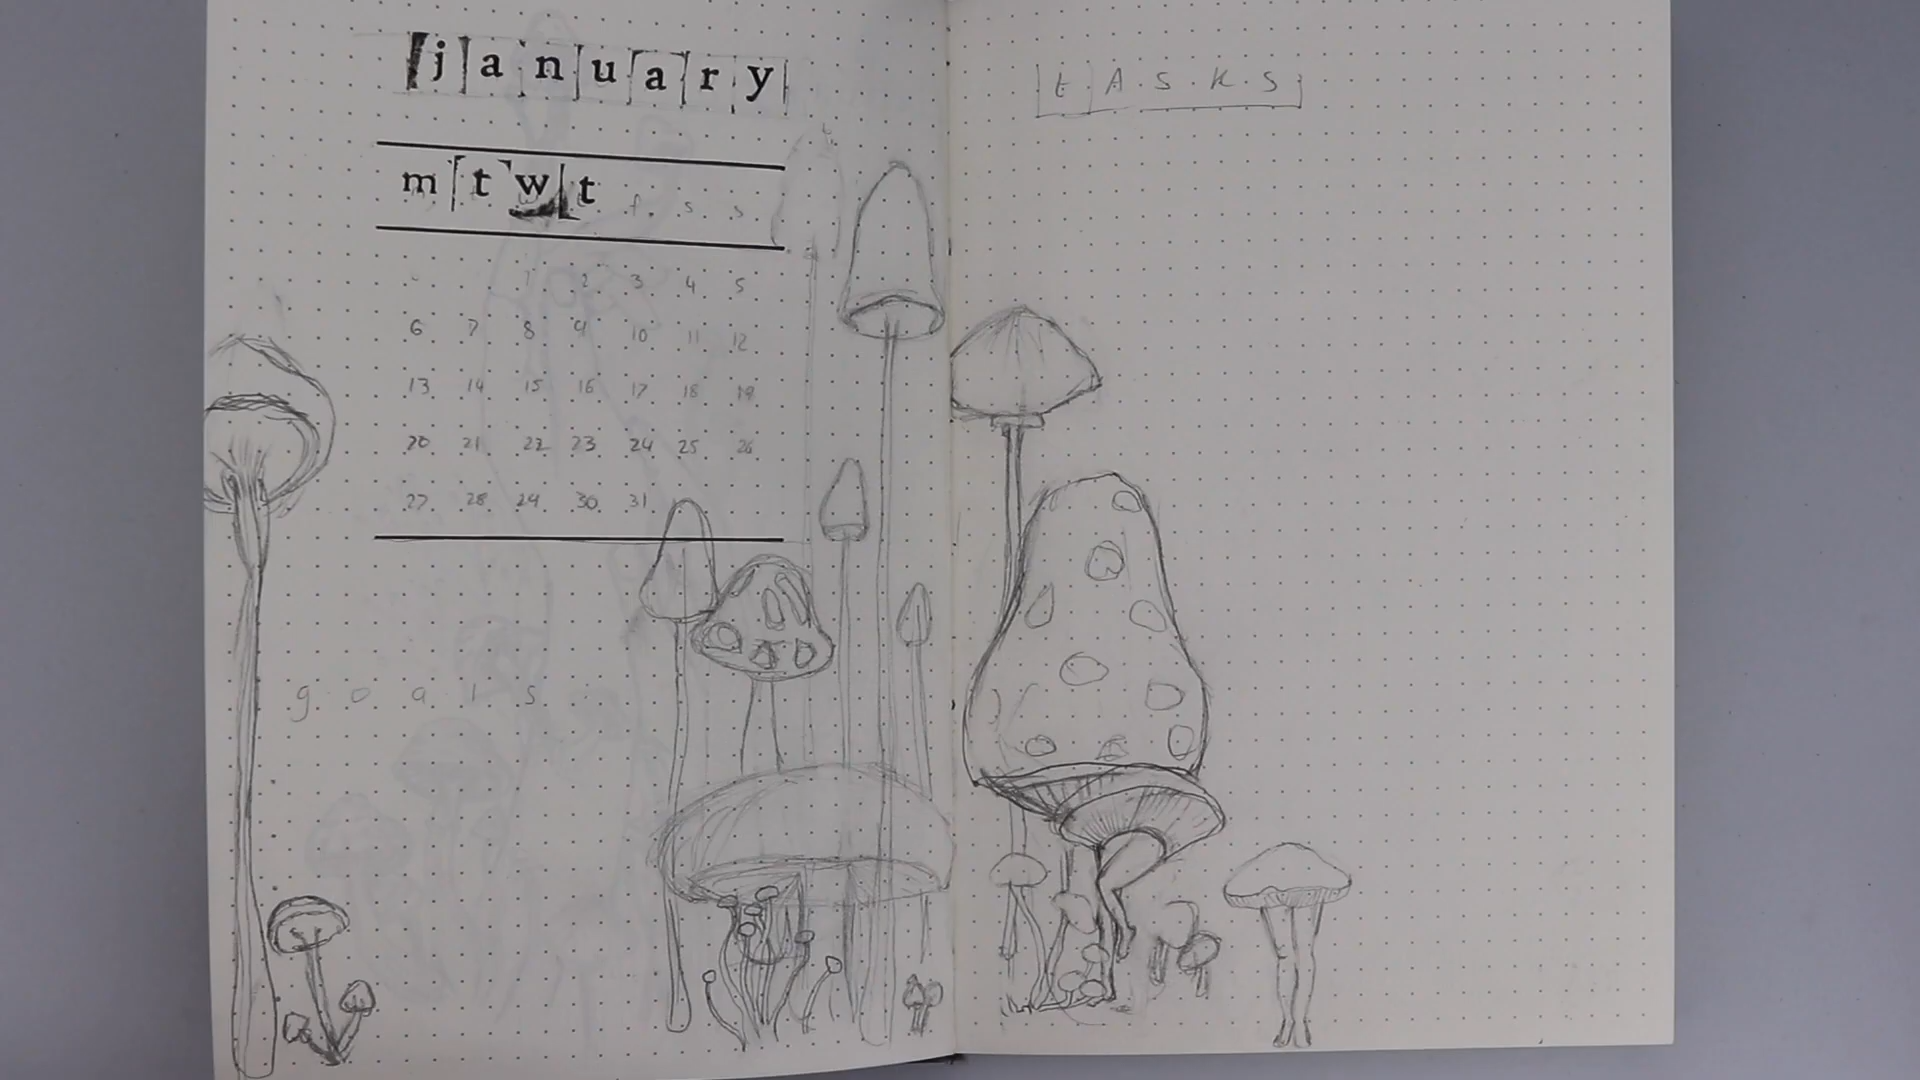 january
m t w t f s s
1 2 3 4 5
6 7 8 9 10 11 12
13 14 15 16 17 18 19
20 21 22 23 24 25 26
27 28 29 30 31
goals
tASKS